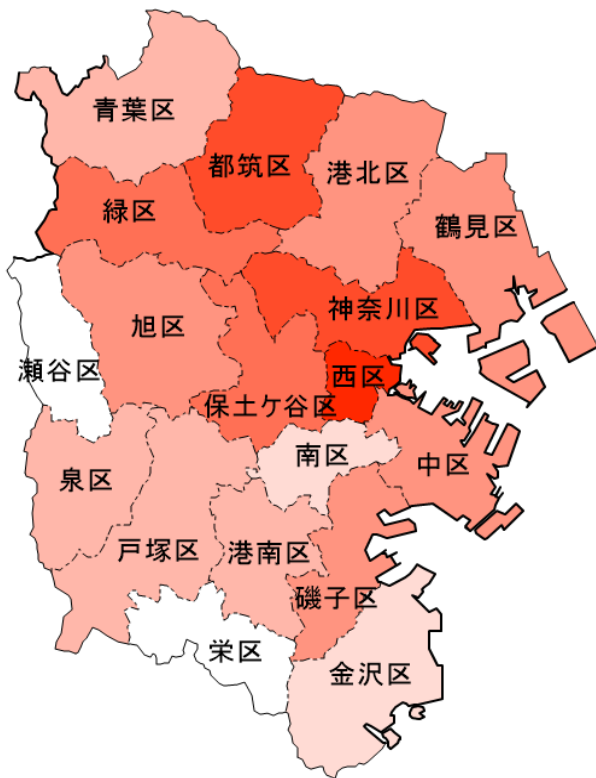 青葉区
都筑区
港北区
緑区
鶴見区
神奈川区
旭区
瀬谷区
西区
保土ケ谷区
南区
中区
泉区
戸塚区
港南区
磯子区
栄区
金沢区